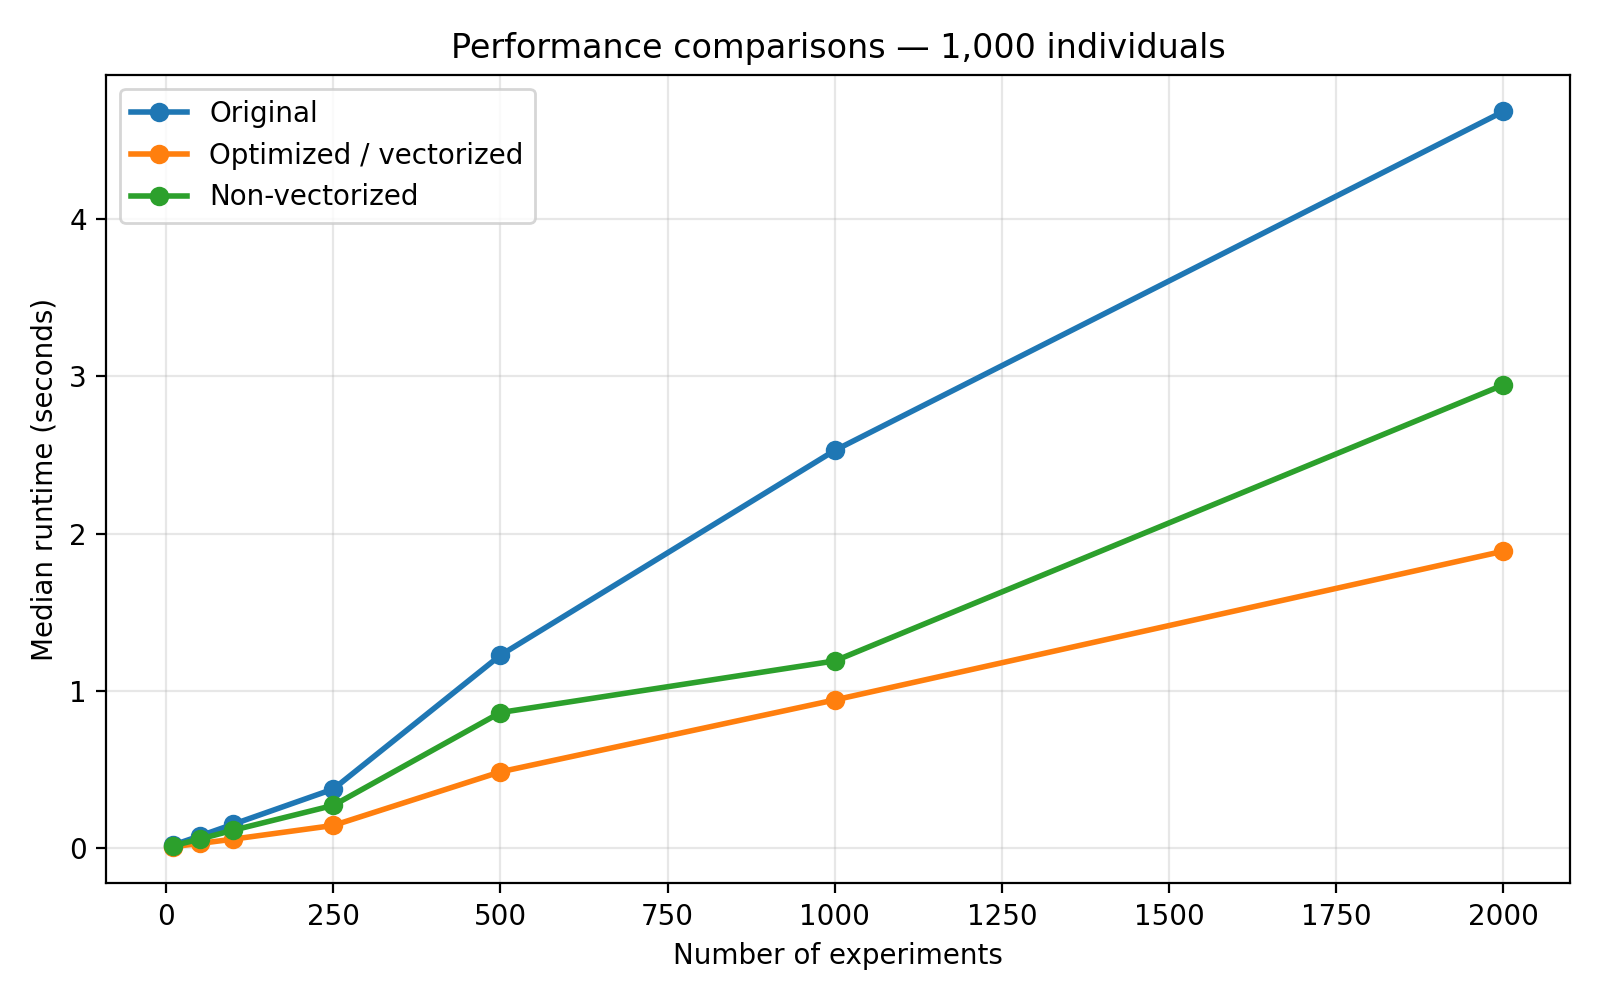 Performance comparisons — 1,000 individuals
Original
Optimized / vectorized
Non-vectorized
4
3
2
1
0
Median runtime (seconds)
0 250 500 750 1000 1250 1500 1750 2000
Number of experiments